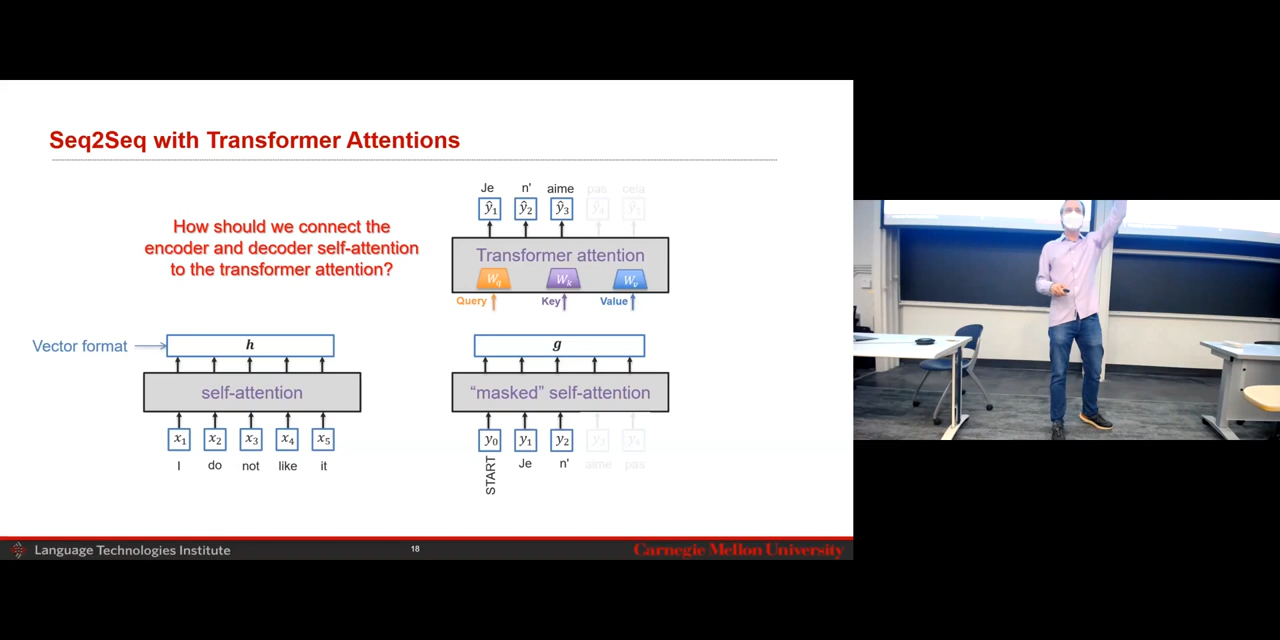 Seq2Seq with Transformer Attentions
How should we connect the
encoder and decoder self-attention
to the transformer attention?
Je n' aime pas cela
ŷ₁ ŷ₂ ŷ₃ ŷ₄ ŷ₅
Transformer attention
W_q W_k W_v
Query Key Value
Vector format
h
self-attention
x₁ x₂ x₃ x₄ x₅
I do not like it
g
"masked" self-attention
y₀ y₁ y₂ y₃ y₄
START Je n' aime pas
Language Technologies Institute
18
Carnegie Mellon University